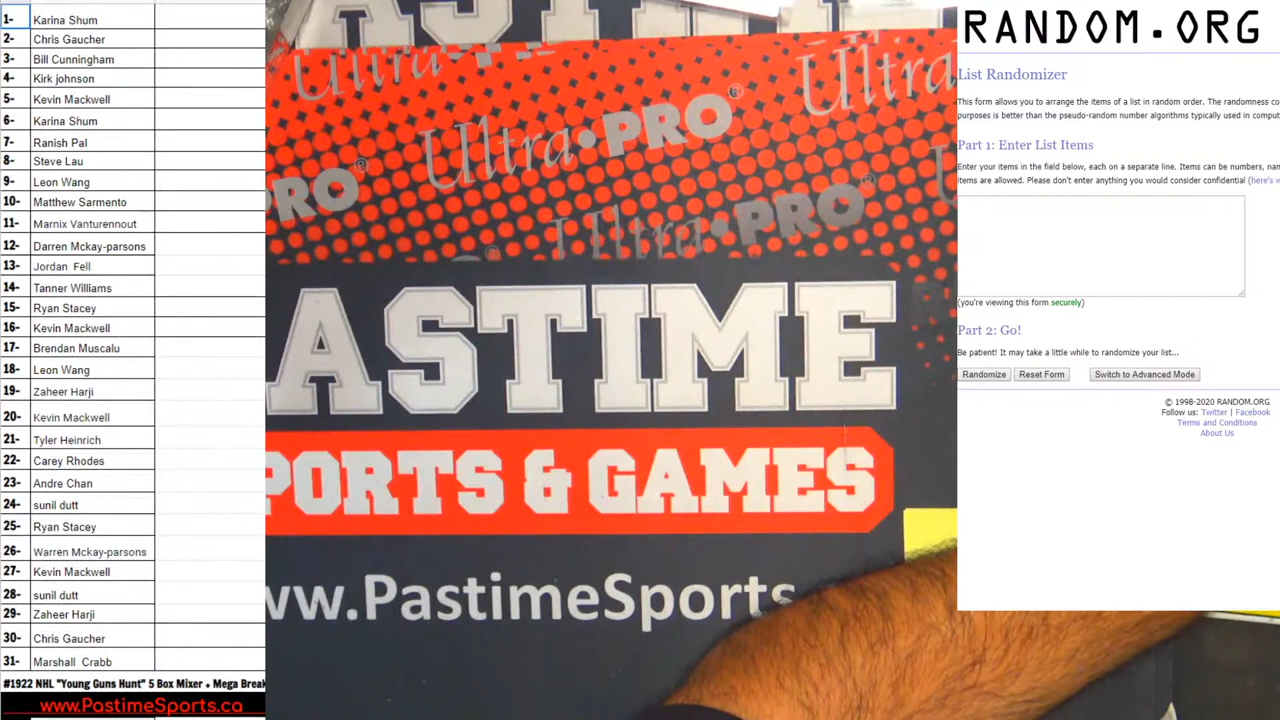 1- Karina Shum
2- Chris Gaucher
3- Bill Cunningham
4- Kirk johnson
5- Kevin Mackwell
6- Karina Shum
7- Ranish Pal
8- Steve Lau
9- Leon Wang
10- Matthew Sarmento
11- Marnix Vanturennout
12- Darren Mckay-parsons
13- Jordan Fell
14- Tanner Williams
15- Ryan Stacey
16- Kevin Mackwell
17- Brendan Muscalu
18- Leon Wang
19- Zaheer Harji
20- Kevin Mackwell
21- Tyler Heinrich
22- Carey Rhodes
23- Andre Chan
24- sunil dutt
25- Ryan Stacey
26- Warren Mckay-parsons
27- Kevin Mackwell
28- sunil dutt
29- Zaheer Harji
30- Chris Gaucher
31- Marshall Crabb
#1922 NHL "Young Guns Hunt" 5 Box Mixer + Mega Break
www.PastimeSports.ca
ASTIME
Ultra
Ultra•PRO®
Ultra
PRO®
Ultra•PRO®
ASTIME
PORTS & GAMES
ww.PastimeSports.
RANDOM.ORG
List Randomizer
This form allows you to arrange the items of a list in random order. The randomness co
purposes is better than the pseudo-random number algorithms typically used in comput
Part 1: Enter List Items
Enter your items in the field below, each on a separate line. Items can be numbers, nam
items are allowed. Please don't enter anything you would consider confidential (here's w
(you're viewing this form securely)
Part 2: Go!
Be patient! It may take a little while to randomize your list...
Randomize Reset Form Switch to Advanced Mode
© 1998-2020 RANDOM.ORG
Follow us: Twitter | Facebook
Terms and Conditions
About Us